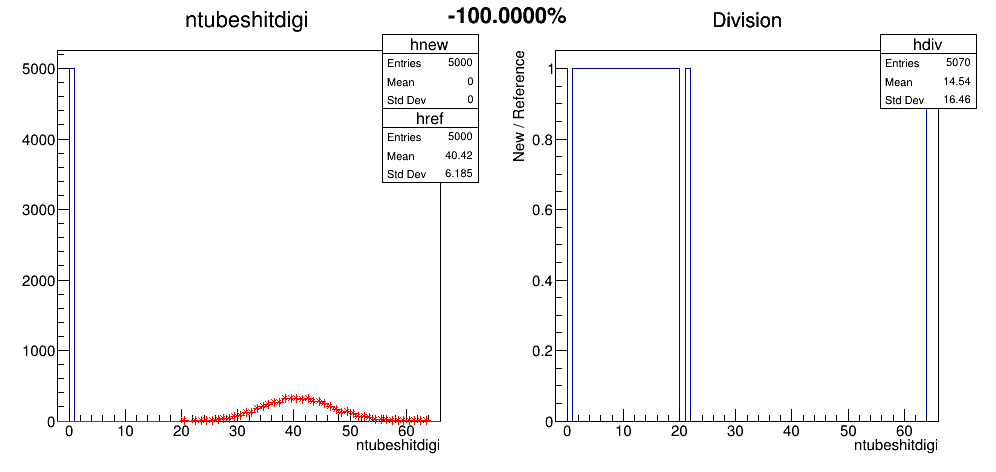 ntubeshitdigi
-100.0000%
Division
hnew
Entries 5000
Mean 0
Std Dev 0
href
Entries 5000
Mean 40.42
Std Dev 6.185
5000
4000
3000
2000
1000
0
0 10 20 30 40 50 60
ntubeshitdigi
hdiv
Entries 5070
Mean 14.54
Std Dev 16.46
New / Reference
1
0.8
0.6
0.4
0.2
0
0 10 20 30 40 50 60
ntubeshitdigi